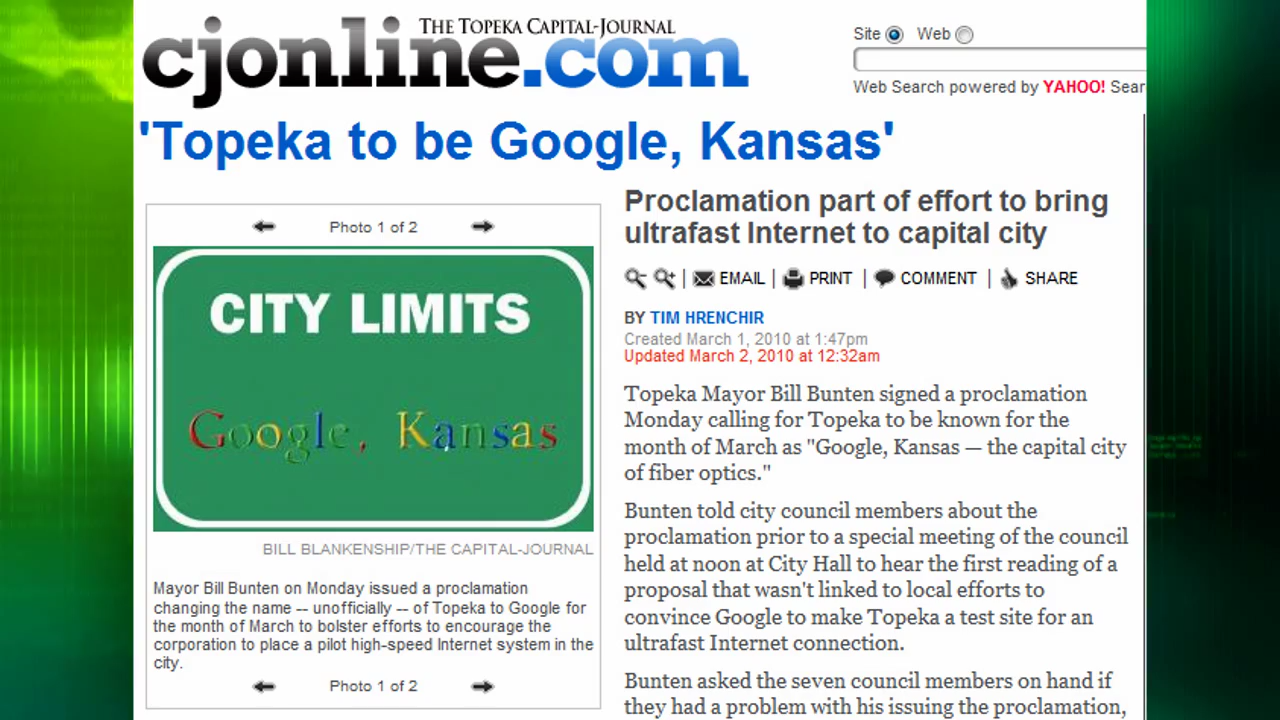 THE TOPEKA CAPITAL-JOURNAL
cjonline.com
Site Web
Web Search powered by YAHOO! Sear
'Topeka to be Google, Kansas'
Photo 1 of 2
CITY LIMITS
Google, Kansas
BILL BLANKENSHIP/THE CAPITAL-JOURNAL
Mayor Bill Bunten on Monday issued a proclamation
changing the name -- unofficially -- of Topeka to Google for
the month of March to bolster efforts to encourage the
corporation to place a pilot high-speed Internet system in the
city.
Photo 1 of 2
Proclamation part of effort to bring
ultrafast Internet to capital city
EMAIL | PRINT | COMMENT | SHARE
BY TIM HRENCHIR
Created March 1, 2010 at 1:47pm
Updated March 2, 2010 at 12:32am
Topeka Mayor Bill Bunten signed a proclamation
Monday calling for Topeka to be known for the
month of March as "Google, Kansas — the capital city
of fiber optics."
Bunten told city council members about the
proclamation prior to a special meeting of the council
held at noon at City Hall to hear the first reading of a
proposal that wasn't linked to local efforts to
convince Google to make Topeka a test site for an
ultrafast Internet connection.
Bunten asked the seven council members on hand if
they had a problem with his issuing the proclamation,